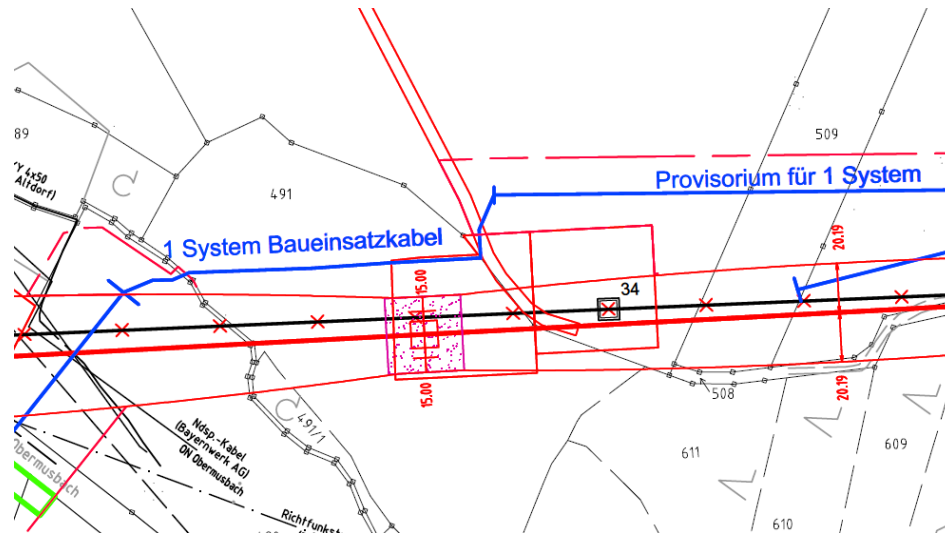 509
89
Y 4x50
Altdorf)
491
Provisorium für 1 System
1 System Baueinsatzkabel
20.19
15.00
34
15.00
20.19
508
491/1
Ndsp.-Kabel
(Bayernwerk AG)
ON Obermusbach
Obermusbach
611
609
610